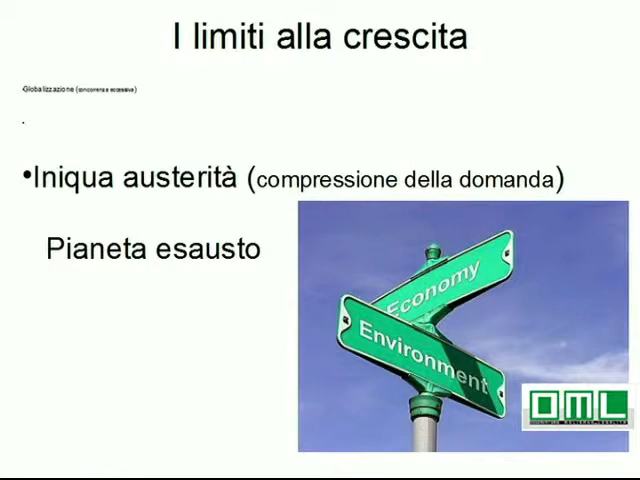 I limiti alla crescita
•Globalizzazione (concorrenza eccessiva)
•
•Iniqua austerità (compressione della domanda)
Pianeta esausto
Economy
Environment
OML